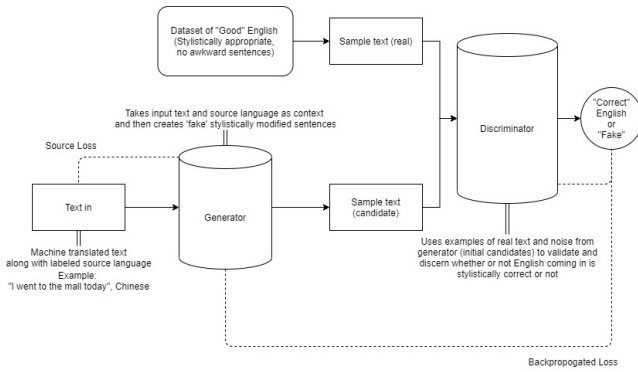 Dataset of "Good" English
(Stylistically appropriate,
no awkward sentences)
Sample text (real)
Takes input text and source language as context
and then creates 'fake' stylistically modified sentences
Discriminator
"Correct"
English
or
"Fake"
Source Loss
Text in
Generator
Sample text
(candidate)
Machine translated text
along with labeled source language
Example:
"I went to the mall today", Chinese
Uses examples of real text and noise from
generator (initial candidates) to validate and
discern whether or not English coming in is
stylistically correct or not
Backpropogated Loss